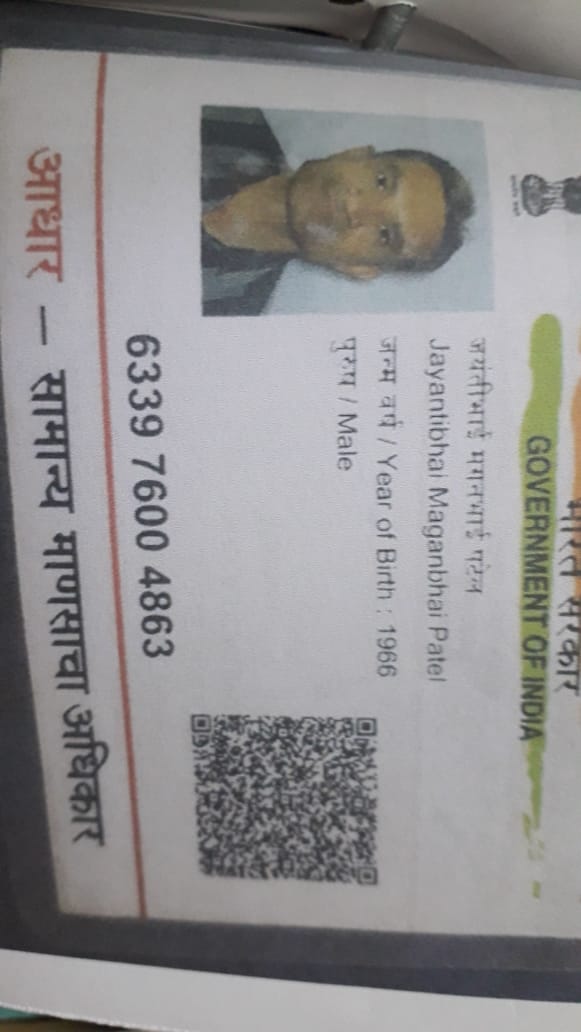 भारत सरकार
GOVERNMENT OF INDIA
जयंतीभाई मगनभाई पटेल
Jayantibhai Maganbhai Patel
जन्म वर्ष / Year of Birth : 1966
पुरुष / Male
6339 7600 4863
आधार – सामान्य माणसाचा अधिकार